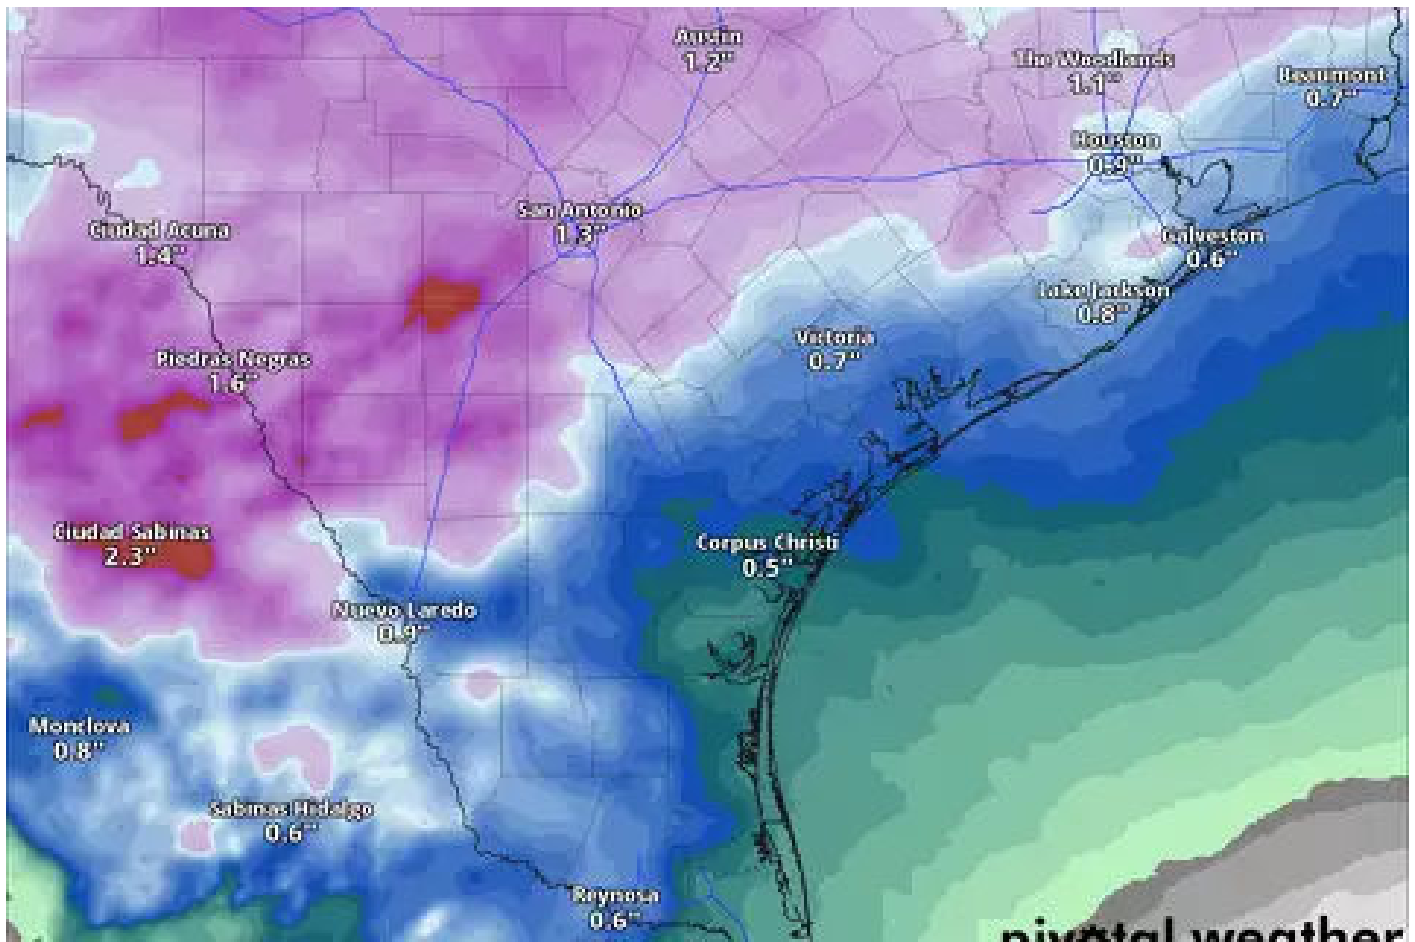 Austin
1.2"
The Woodlands
1.1"
Beaumont
0.7"
Houston
0.9"
San Antonio
1.3"
Ciudad Acuna
1.4"
Galveston
0.6"
Lake Jackson
0.8"
Victoria
0.7"
Piedras Negras
1.6"
Ciudad Sabinas
2.3"
Corpus Christi
0.5"
Nuevo Laredo
0.9"
Monclova
0.8"
Sabinas Hidalgo
0.6"
Reynosa
0.6"
pivotal weather